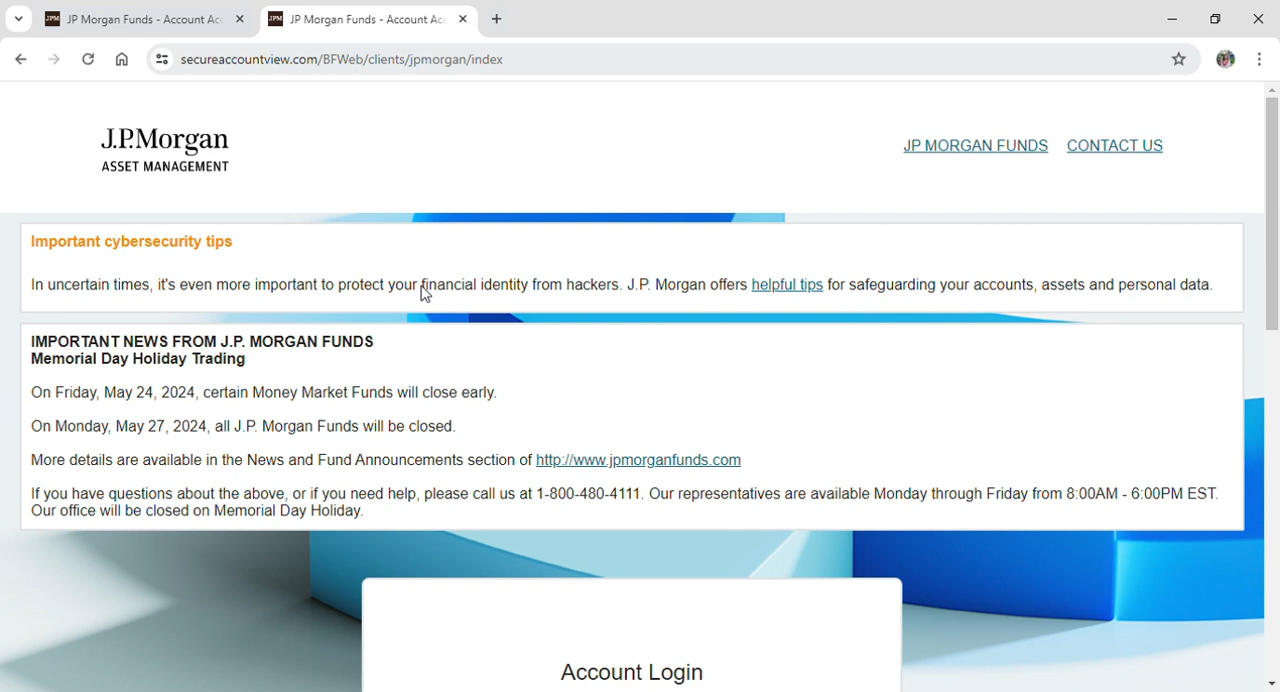 JPM JP Morgan Funds - Account Ac
JPM JP Morgan Funds - Account Ac
secureaccountview.com/BFWeb/clients/jpmorgan/index
J.P.Morgan
ASSET MANAGEMENT
JP MORGAN FUNDS
CONTACT US
Important cybersecurity tips
In uncertain times, it's even more important to protect your financial identity from hackers. J.P. Morgan offers helpful tips for safeguarding your accounts, assets and personal data.
IMPORTANT NEWS FROM J.P. MORGAN FUNDS
Memorial Day Holiday Trading
On Friday, May 24, 2024, certain Money Market Funds will close early.
On Monday, May 27, 2024, all J.P. Morgan Funds will be closed.
More details are available in the News and Fund Announcements section of http://www.jpmorganfunds.com
If you have questions about the above, or if you need help, please call us at 1-800-480-4111. Our representatives are available Monday through Friday from 8:00AM - 6:00PM EST.
Our office will be closed on Memorial Day Holiday.
Account Login